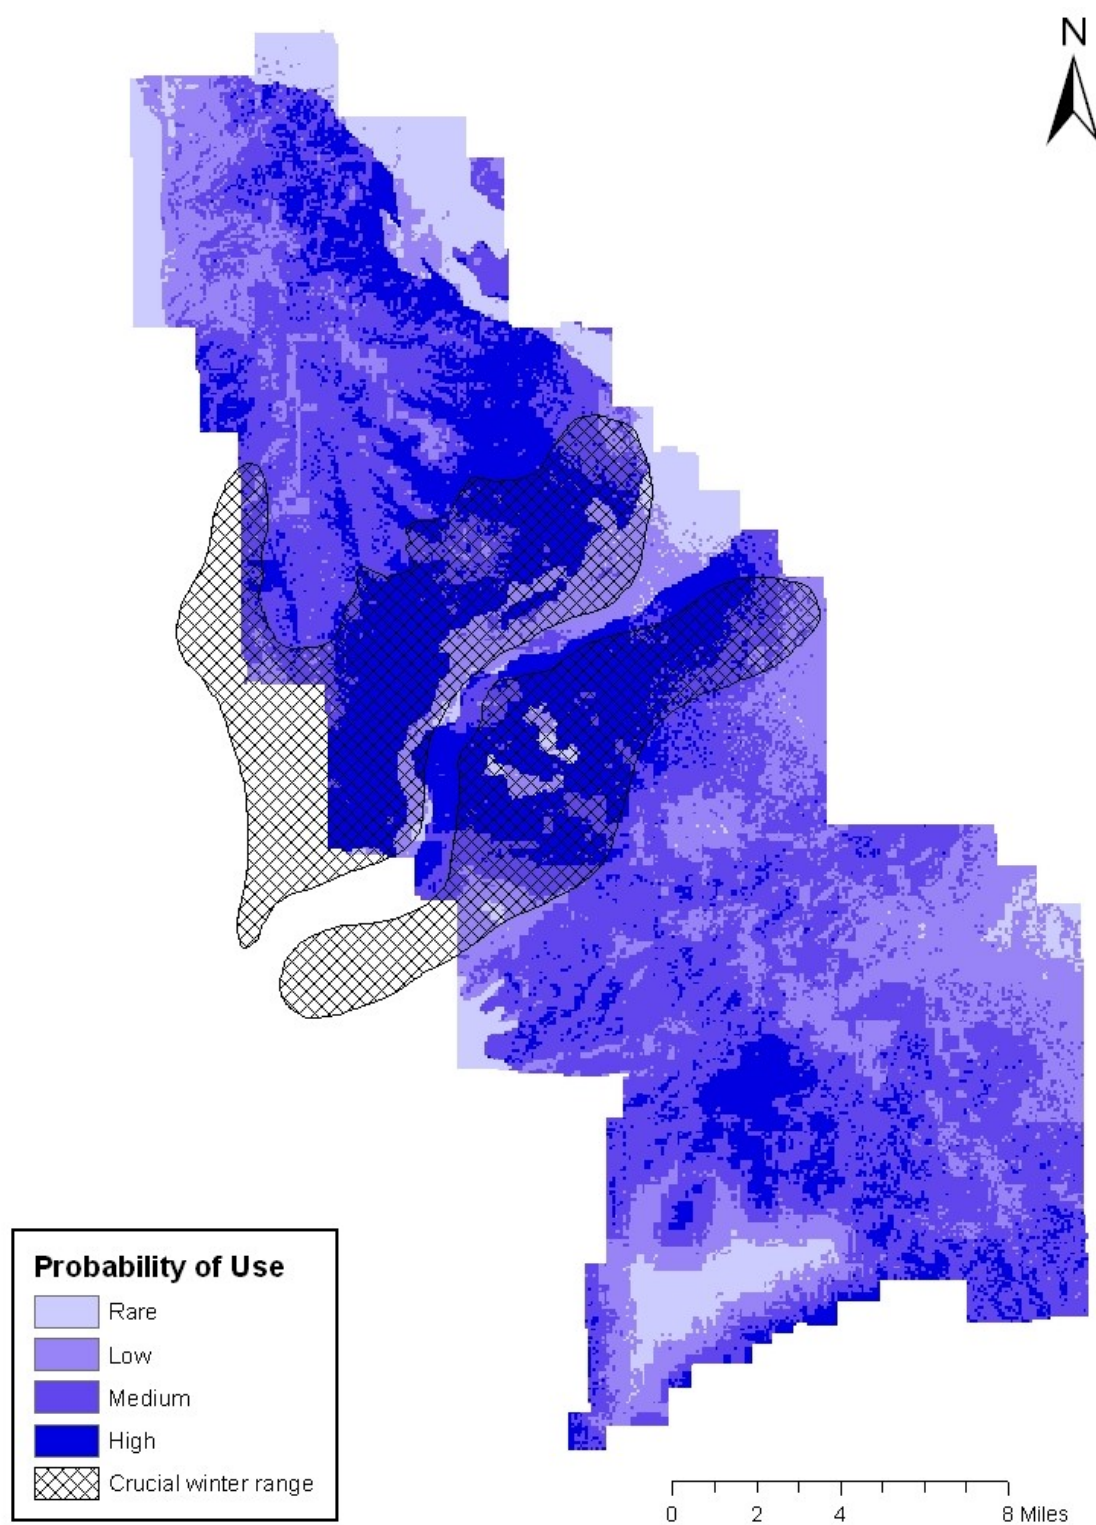 N
Probability of Use
Rare
Low
Medium
High
Crucial winter range
0 2 4 8 Miles